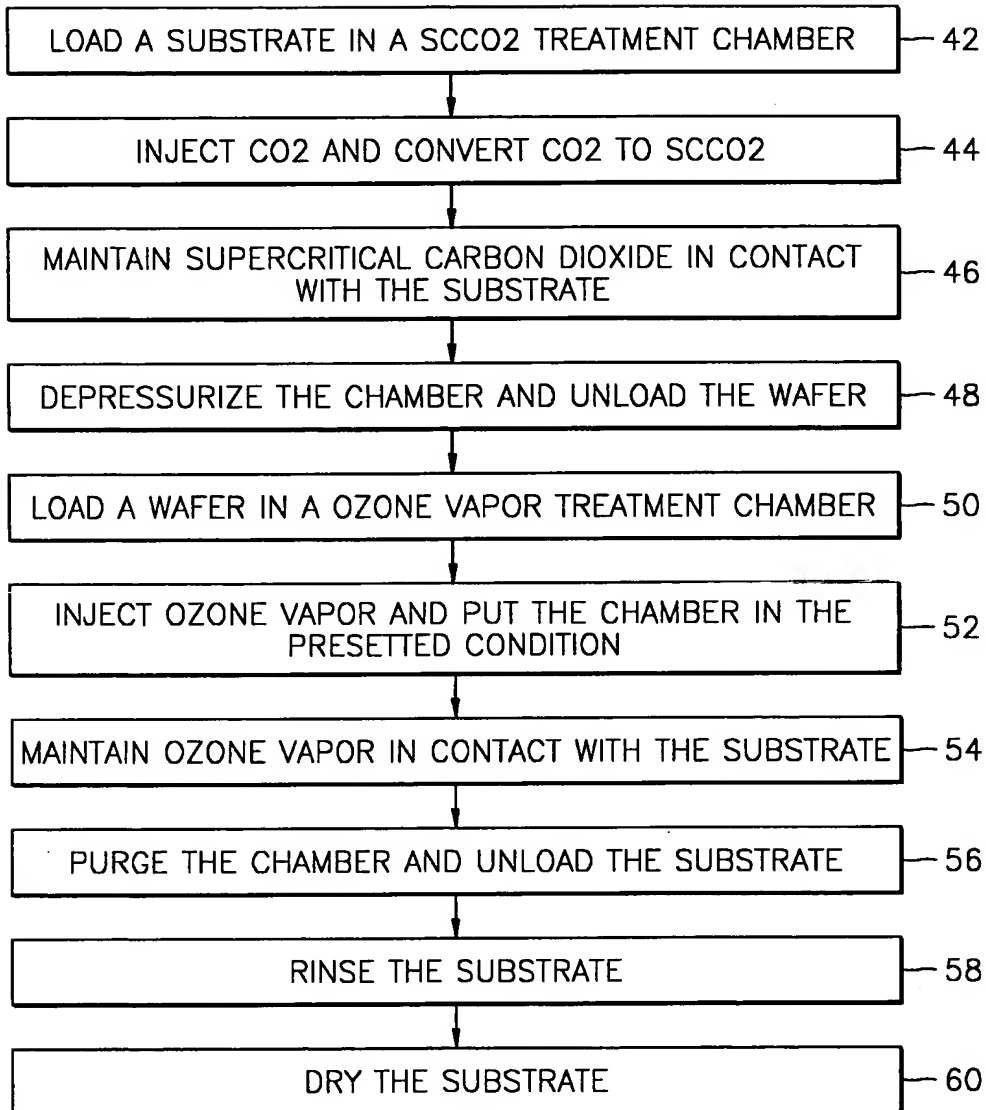 LOAD A SUBSTRATE IN A SCCO2 TREATMENT CHAMBER 42
INJECT CO2 AND CONVERT CO2 TO SCCO2 44
MAINTAIN SUPERCRITICAL CARBON DIOXIDE IN CONTACT
WITH THE SUBSTRATE 46
DEPRESSURIZE THE CHAMBER AND UNLOAD THE WAFER 48
LOAD A WAFER IN A OZONE VAPOR TREATMENT CHAMBER 50
INJECT OZONE VAPOR AND PUT THE CHAMBER IN THE
PRESETTED CONDITION 52
MAINTAIN OZONE VAPOR IN CONTACT WITH THE SUBSTRATE 54
PURGE THE CHAMBER AND UNLOAD THE SUBSTRATE 56
RINSE THE SUBSTRATE 58
DRY THE SUBSTRATE 60